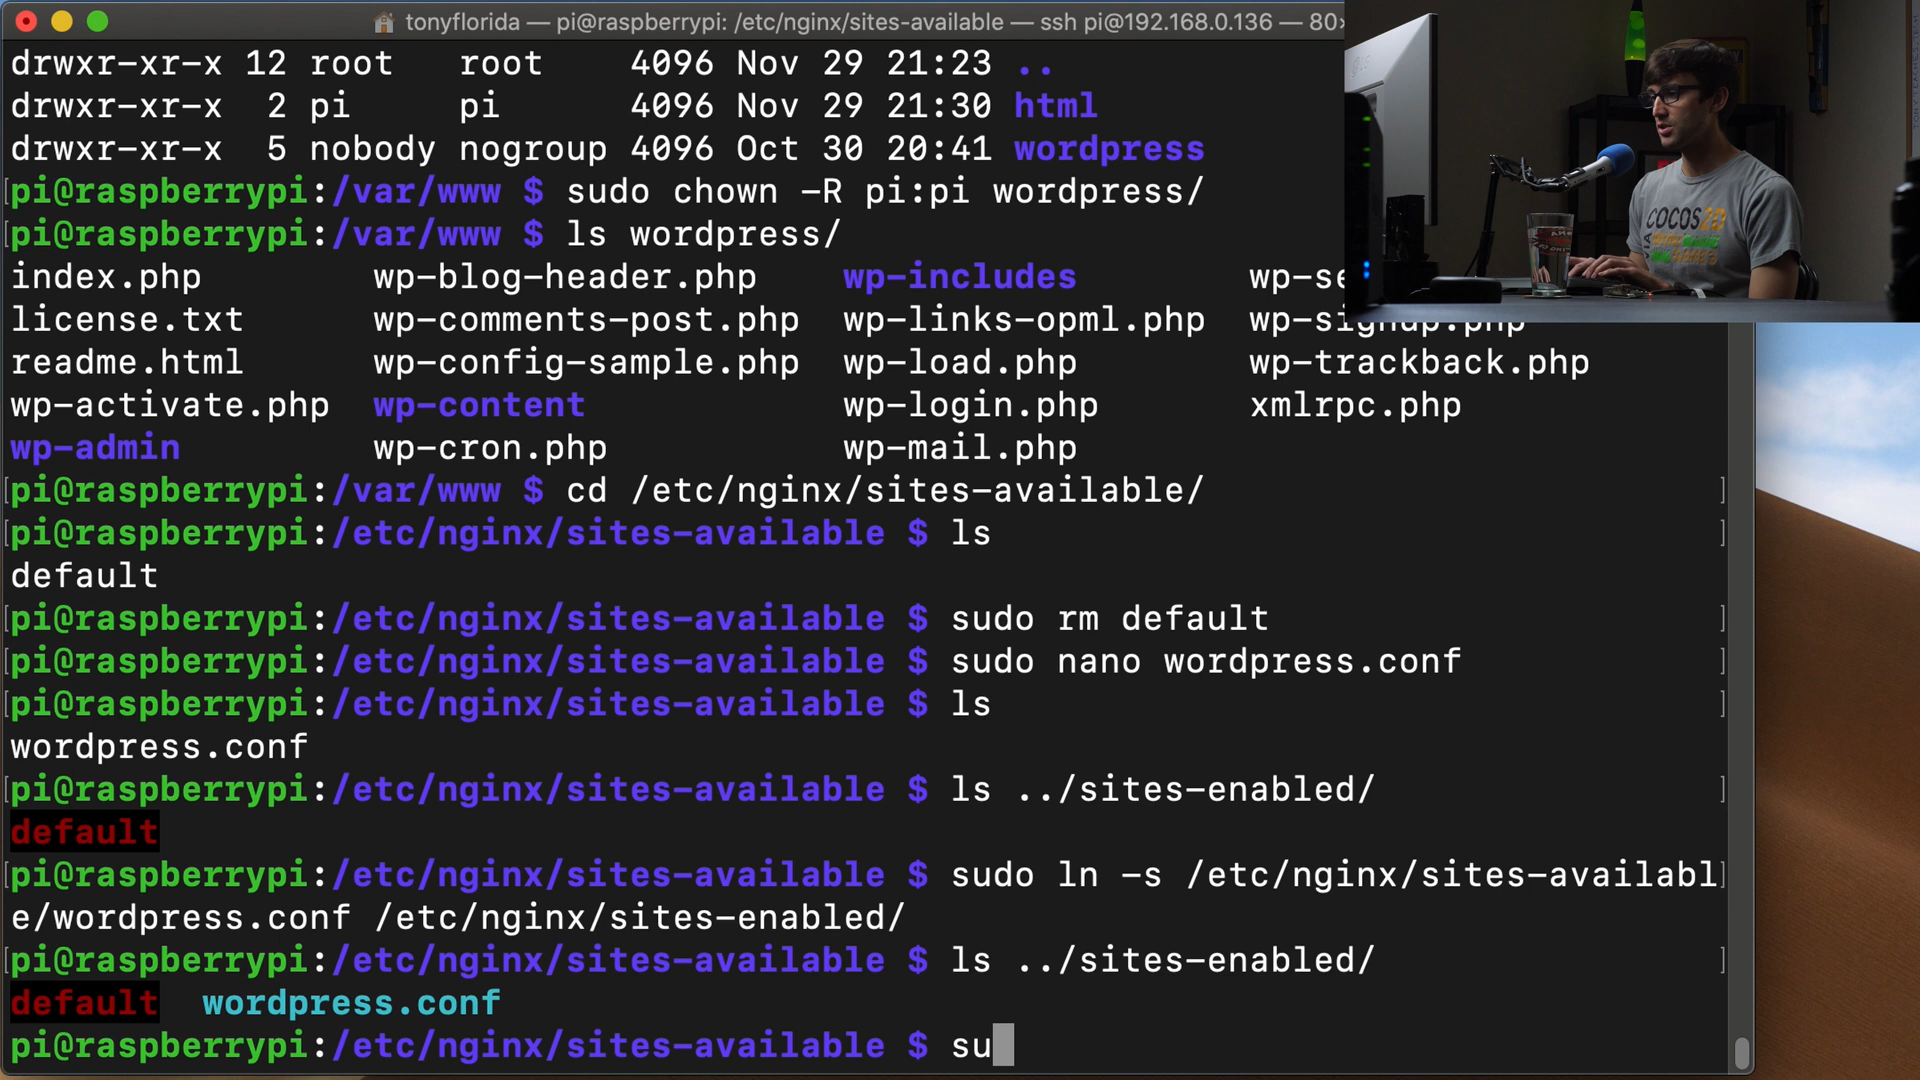 tonyflorida — pi@raspberrypi: /etc/nginx/sites-available — ssh pi@192.168.0.136 — 80
drwxr-xr-x 12 root   root    4096 Nov 29 21:23 ..
drwxr-xr-x  2 pi     pi      4096 Nov 29 21:30 html
drwxr-xr-x  5 nobody nogroup 4096 Oct 30 20:41 wordpress
pi@raspberrypi:/var/www $ sudo chown -R pi:pi wordpress/
pi@raspberrypi:/var/www $ ls wordpress/
index.php        wp-blog-header.php    wp-includes        wp-se
license.txt      wp-comments-post.php  wp-links-opml.php  wp-signup.php
readme.html      wp-config-sample.php  wp-load.php        wp-trackback.php
wp-activate.php  wp-content            wp-login.php       xmlrpc.php
wp-admin         wp-cron.php           wp-mail.php
pi@raspberrypi:/var/www $ cd /etc/nginx/sites-available/
pi@raspberrypi:/etc/nginx/sites-available $ ls
default
pi@raspberrypi:/etc/nginx/sites-available $ sudo rm default
pi@raspberrypi:/etc/nginx/sites-available $ sudo nano wordpress.conf
pi@raspberrypi:/etc/nginx/sites-available $ ls
wordpress.conf
pi@raspberrypi:/etc/nginx/sites-available $ ls ../sites-enabled/
default
pi@raspberrypi:/etc/nginx/sites-available $ sudo ln -s /etc/nginx/sites-availabl
e/wordpress.conf /etc/nginx/sites-enabled/
pi@raspberrypi:/etc/nginx/sites-available $ ls ../sites-enabled/
default  wordpress.conf
pi@raspberrypi:/etc/nginx/sites-available $ su
COCOS2D